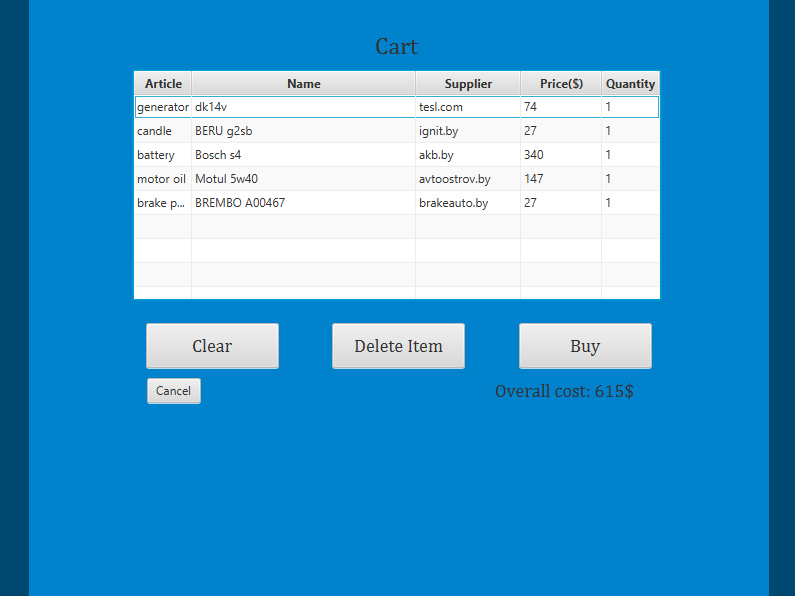 Cart
Article Name Supplier Price($) Quantity
generator dk14v tesl.com 74 1
candle BERU g2sb ignit.by 27 1
battery Bosch s4 akb.by 340 1
motor oil Motul 5w40 avtoostrov.by 147 1
brake p... BREMBO A00467 brakeauto.by 27 1
Clear Delete Item Buy
Cancel Overall cost: 615$